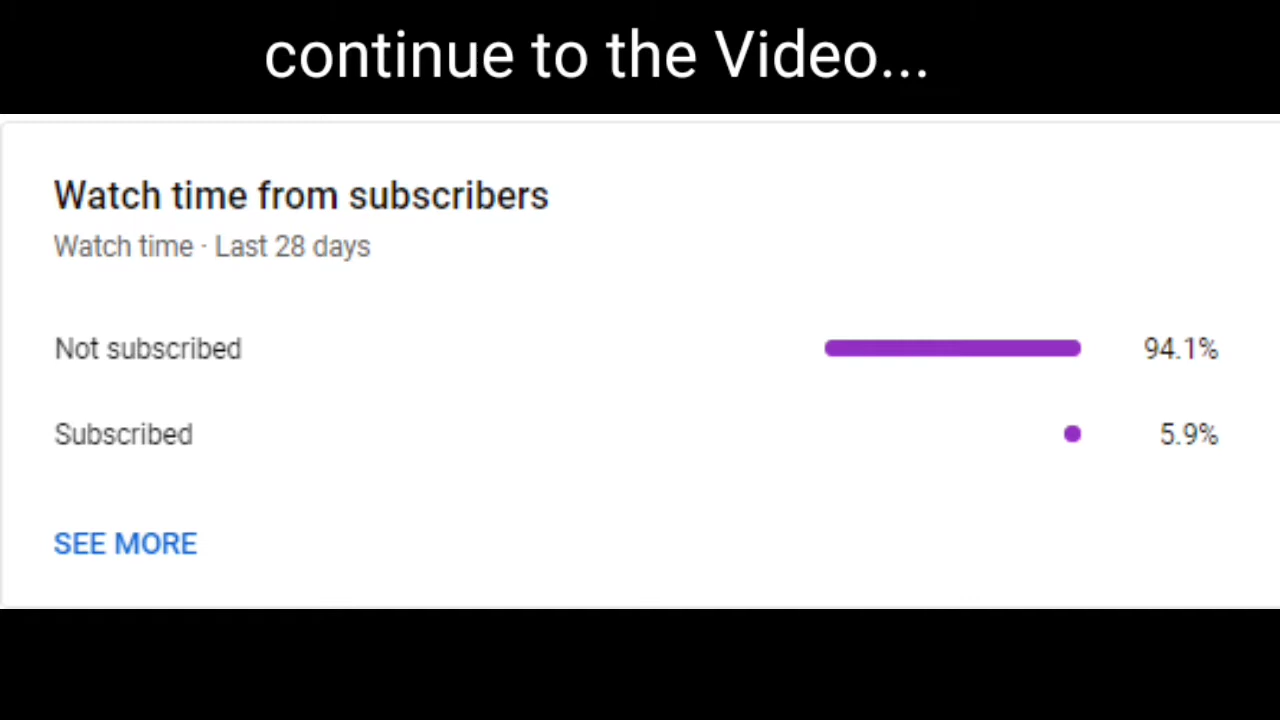 continue to the Video...
Watch time from subscribers
Watch time · Last 28 days
Not subscribed 94.1%
Subscribed 5.9%
SEE MORE